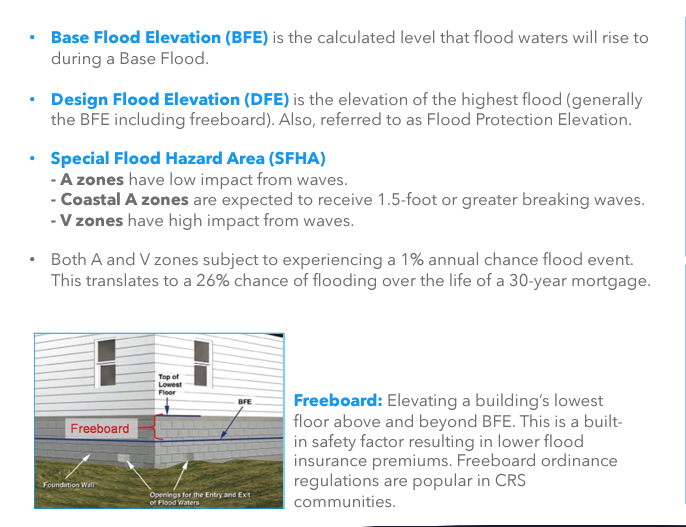 • Base Flood Elevation (BFE) is the calculated level that flood waters will rise to
during a Base Flood.
• Design Flood Elevation (DFE) is the elevation of the highest flood (generally
the BFE including freeboard). Also, referred to as Flood Protection Elevation.
• Special Flood Hazard Area (SFHA)
- A zones have low impact from waves.
- Coastal A zones are expected to receive 1.5-foot or greater breaking waves.
- V zones have high impact from waves.
• Both A and V zones subject to experiencing a 1% annual chance flood event.
This translates to a 26% chance of flooding over the life of a 30-year mortgage.
Top of
Lowest
Floor
BFE
Freeboard
Foundation Wall
Openings for the Entry and Exit
of Flood Waters
Freeboard: Elevating a building's lowest
floor above and beyond BFE. This is a built-
in safety factor resulting in lower flood
insurance premiums. Freeboard ordinance
regulations are popular in CRS
communities.